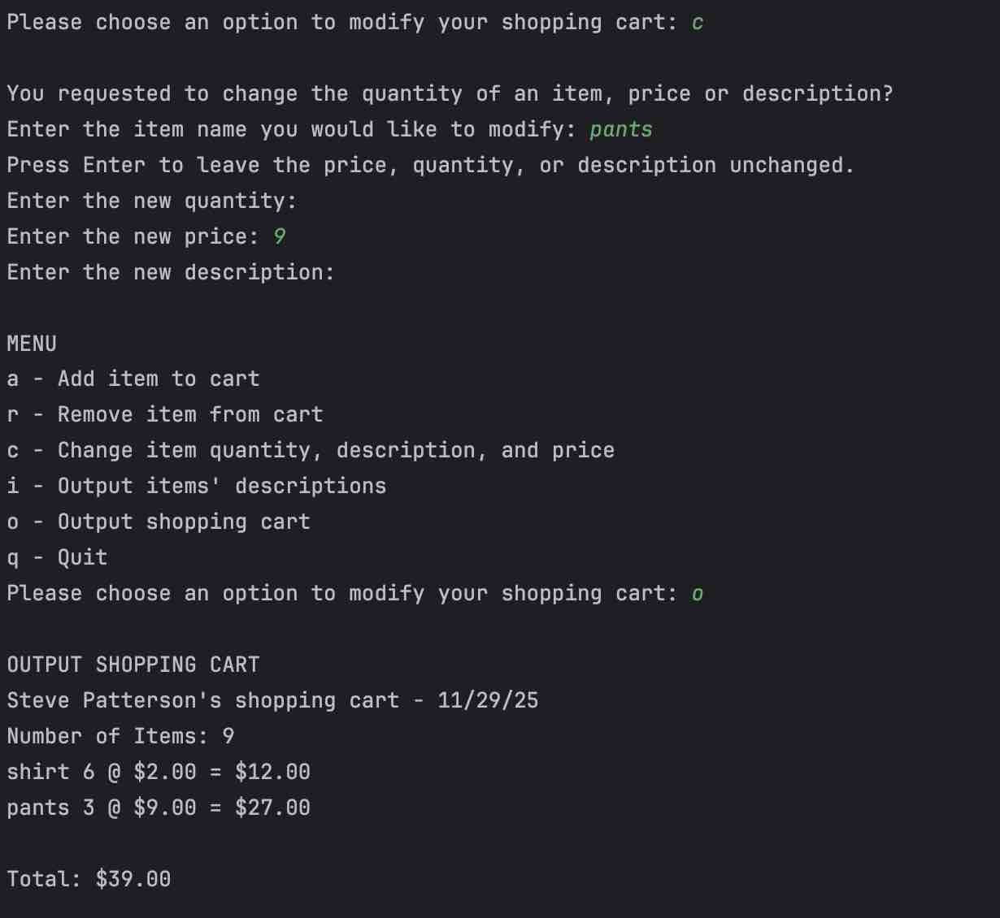 Please choose an option to modify your shopping cart: c
You requested to change the quantity of an item, price or description?
Enter the item name you would like to modify: pants
Press Enter to leave the price, quantity, or description unchanged.
Enter the new quantity:
Enter the new price: 9
Enter the new description:
MENU
a - Add item to cart
r - Remove item from cart
c - Change item quantity, description, and price
i - Output items' descriptions
o - Output shopping cart
q - Quit
Please choose an option to modify your shopping cart: o
OUTPUT SHOPPING CART
Steve Patterson's shopping cart - 11/29/25
Number of Items: 9
shirt 6 @ $2.00 = $12.00
pants 3 @ $9.00 = $27.00
Total: $39.00